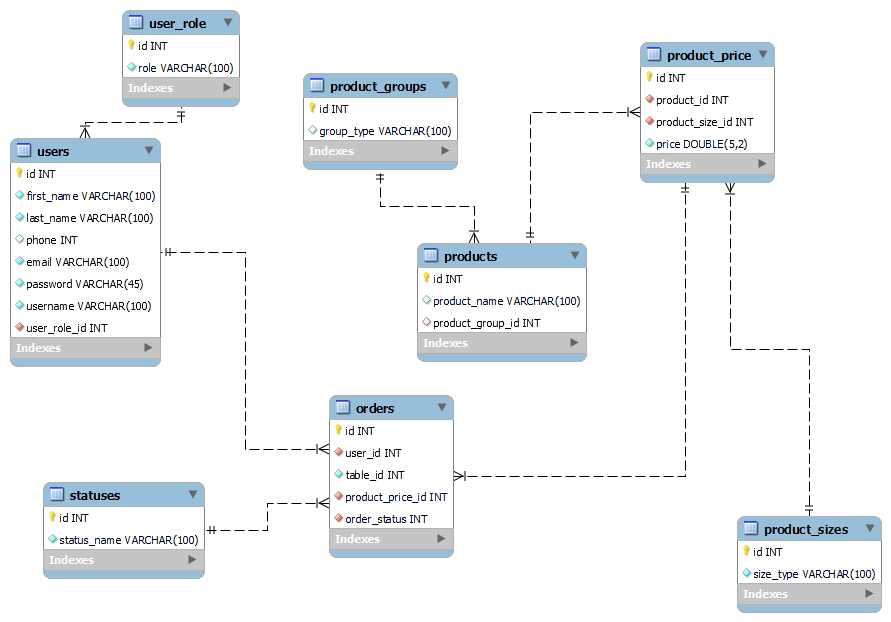 user_role
id INT
role VARCHAR(100)
Indexes
users
id INT
first_name VARCHAR(100)
last_name VARCHAR(100)
phone INT
email VARCHAR(100)
password VARCHAR(45)
username VARCHAR(100)
user_role_id INT
Indexes
product_groups
id INT
group_type VARCHAR(100)
Indexes
product_price
id INT
product_id INT
product_size_id INT
price DOUBLE(5,2)
Indexes
products
id INT
product_name VARCHAR(100)
product_group_id INT
Indexes
orders
id INT
user_id INT
table_id INT
product_price_id INT
order_status INT
Indexes
statuses
id INT
status_name VARCHAR(100)
Indexes
product_sizes
id INT
size_type VARCHAR(100)
Indexes